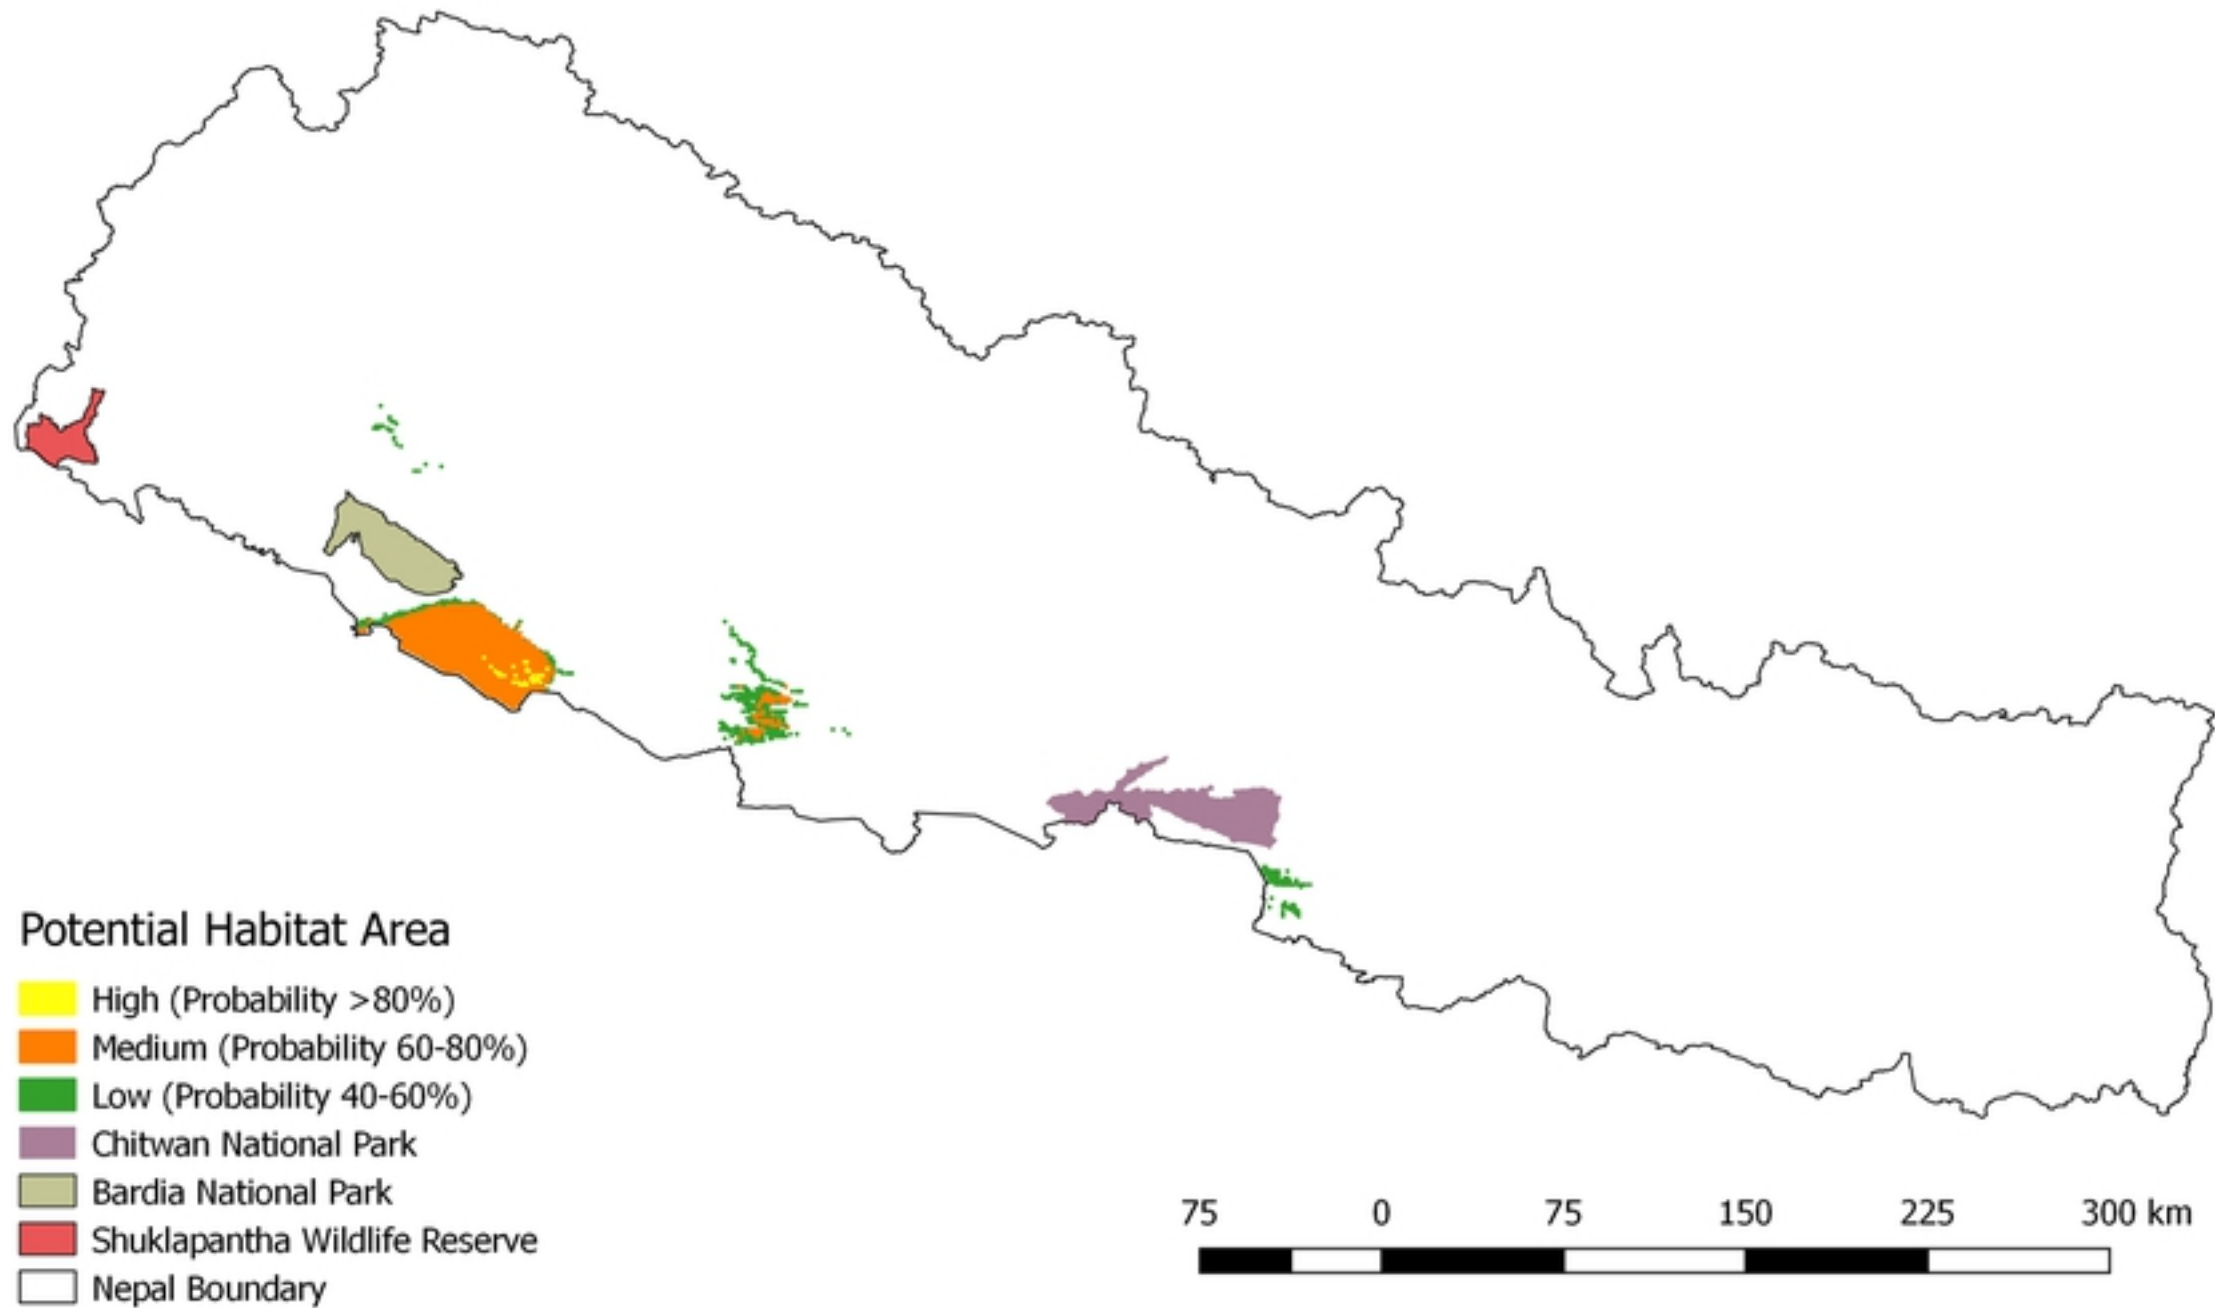 Potential Habitat Area
High (Probability >80%)
Medium (Probability 60-80%)
Low (Probability 40-60%)
Chitwan National Park
Bardia National Park
Shuklapantha Wildlife Reserve
Nepal Boundary
75 0 75 150 225 300 km